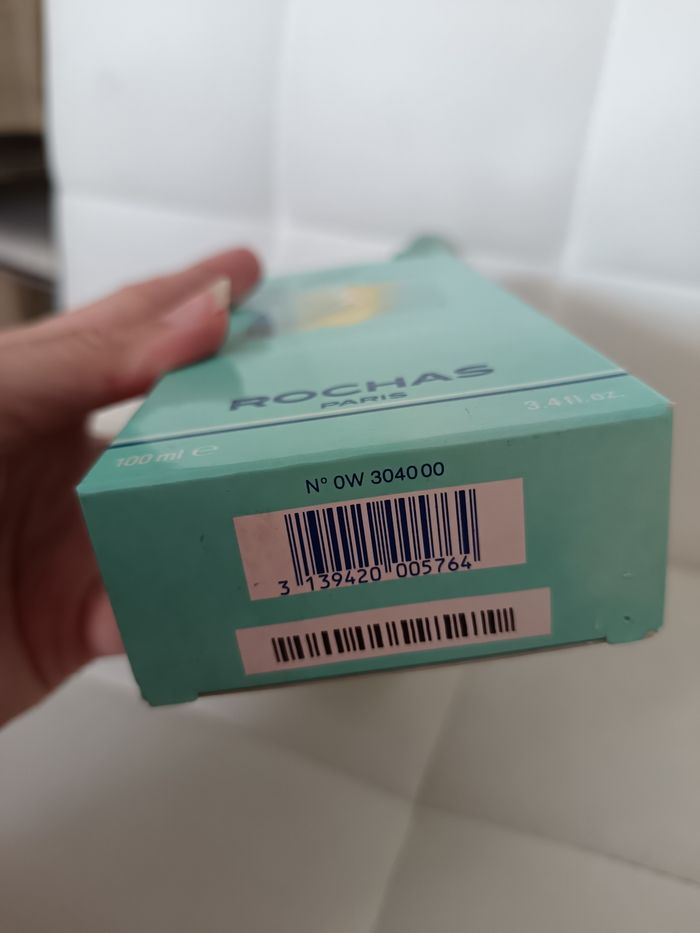 ROCHAS
PARIS
100 ml ℮
3.4 fl.oz.
N° 0W 304000
3 139420 005764